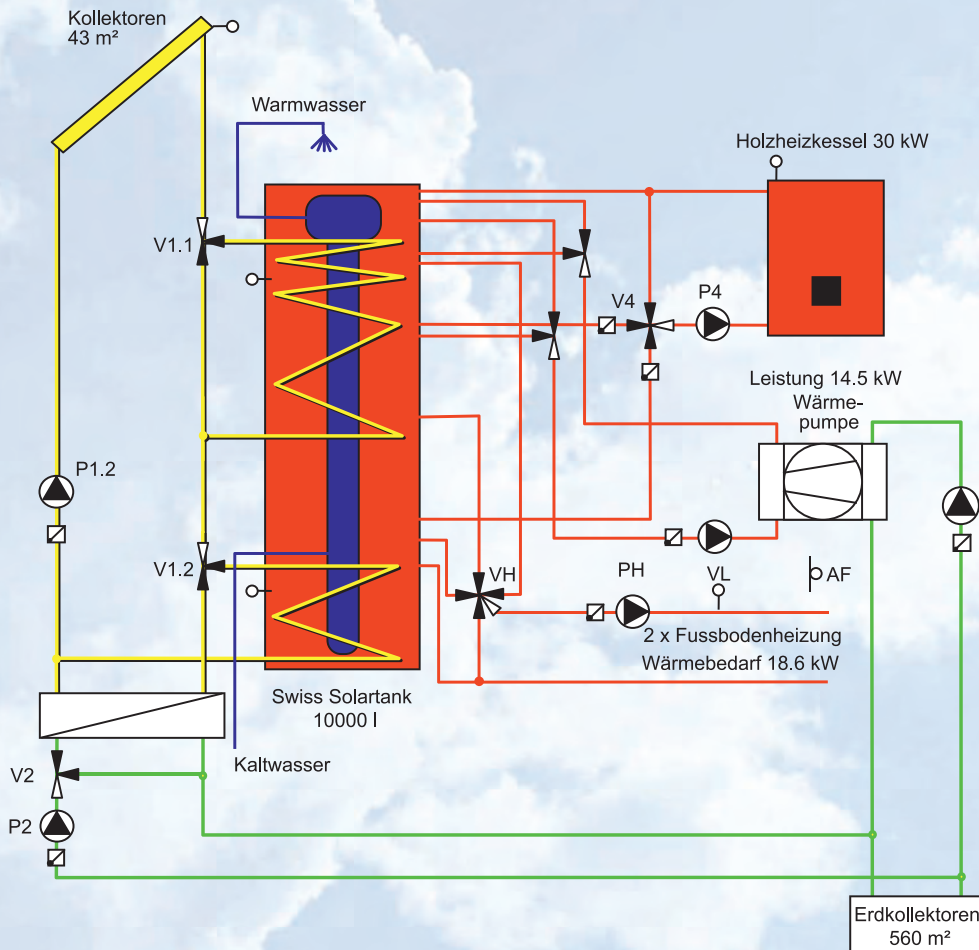 Kollektoren
43 m²
Warmwasser
Holzheizkessel 30 kW
V1.1
V4
P4
Leistung 14.5 kW
Wärme-
pumpe
P1.2
V1.2
VH
PH
VL
AF
2 x Fussbodenheizung
Wärmebedarf 18.6 kW
Swiss Solartank
10000 l
Kaltwasser
V2
P2
Erdkollektoren
560 m²